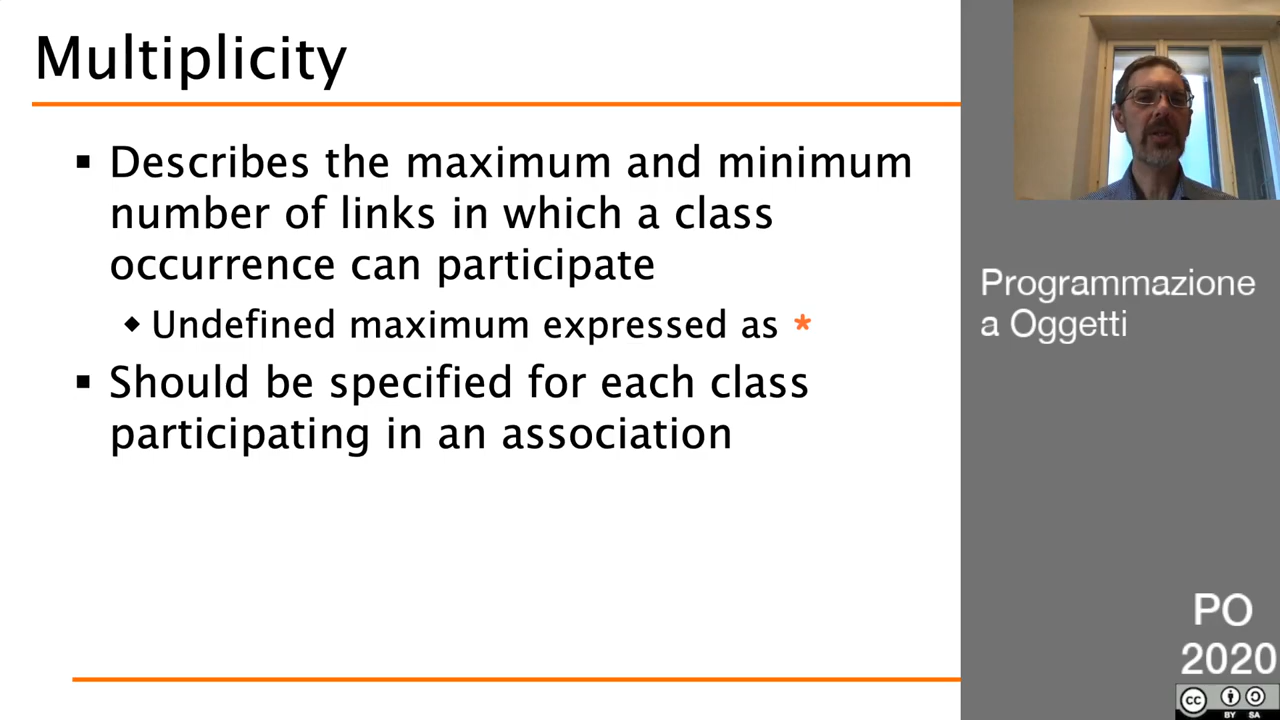 Multiplicity
▪ Describes the maximum and minimum
number of links in which a class
occurrence can participate
◆ Undefined maximum expressed as *
▪ Should be specified for each class
participating in an association
Programmazione
a Oggetti
PO
2020
cc
BY SA